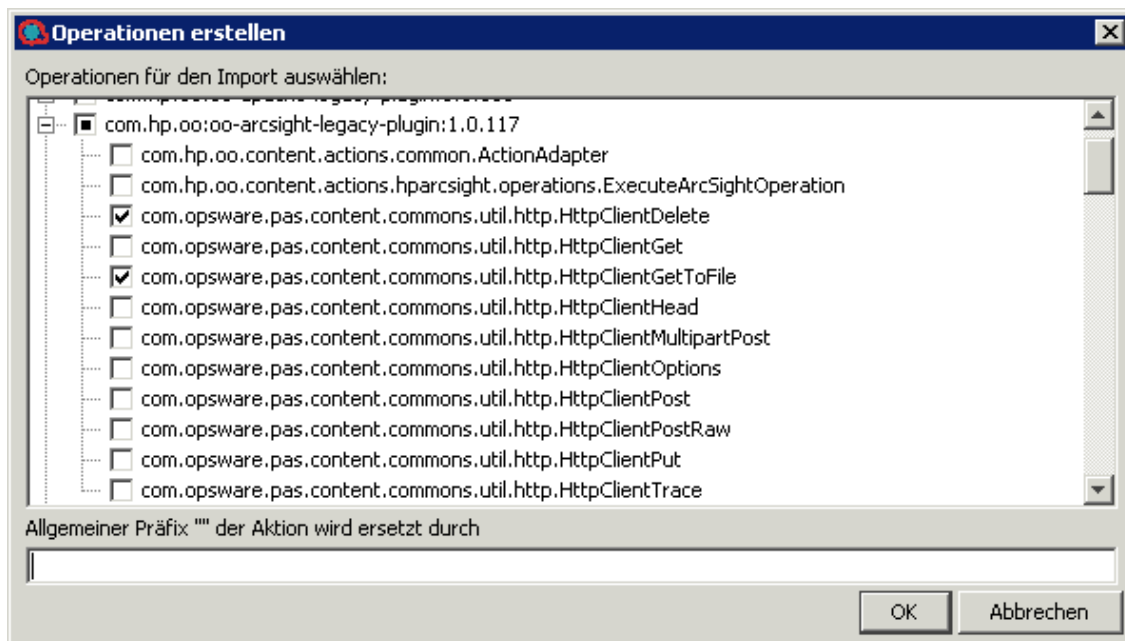 Operationen erstellen
Operationen für den Import auswählen:
com.hp.oo:oo-arcsight-legacy-plugin:1.0.117
com.hp.oo.content.actions.common.ActionAdapter
com.hp.oo.content.actions.hparcsight.operations.ExecuteArcSightOperation
com.opsware.pas.content.commons.util.http.HttpClientDelete
com.opsware.pas.content.commons.util.http.HttpClientGet
com.opsware.pas.content.commons.util.http.HttpClientGetToFile
com.opsware.pas.content.commons.util.http.HttpClientHead
com.opsware.pas.content.commons.util.http.HttpClientMultipartPost
com.opsware.pas.content.commons.util.http.HttpClientOptions
com.opsware.pas.content.commons.util.http.HttpClientPost
com.opsware.pas.content.commons.util.http.HttpClientPostRaw
com.opsware.pas.content.commons.util.http.HttpClientPut
com.opsware.pas.content.commons.util.http.HttpClientTrace
Allgemeiner Präfix "" der Aktion wird ersetzt durch
OK Abbrechen